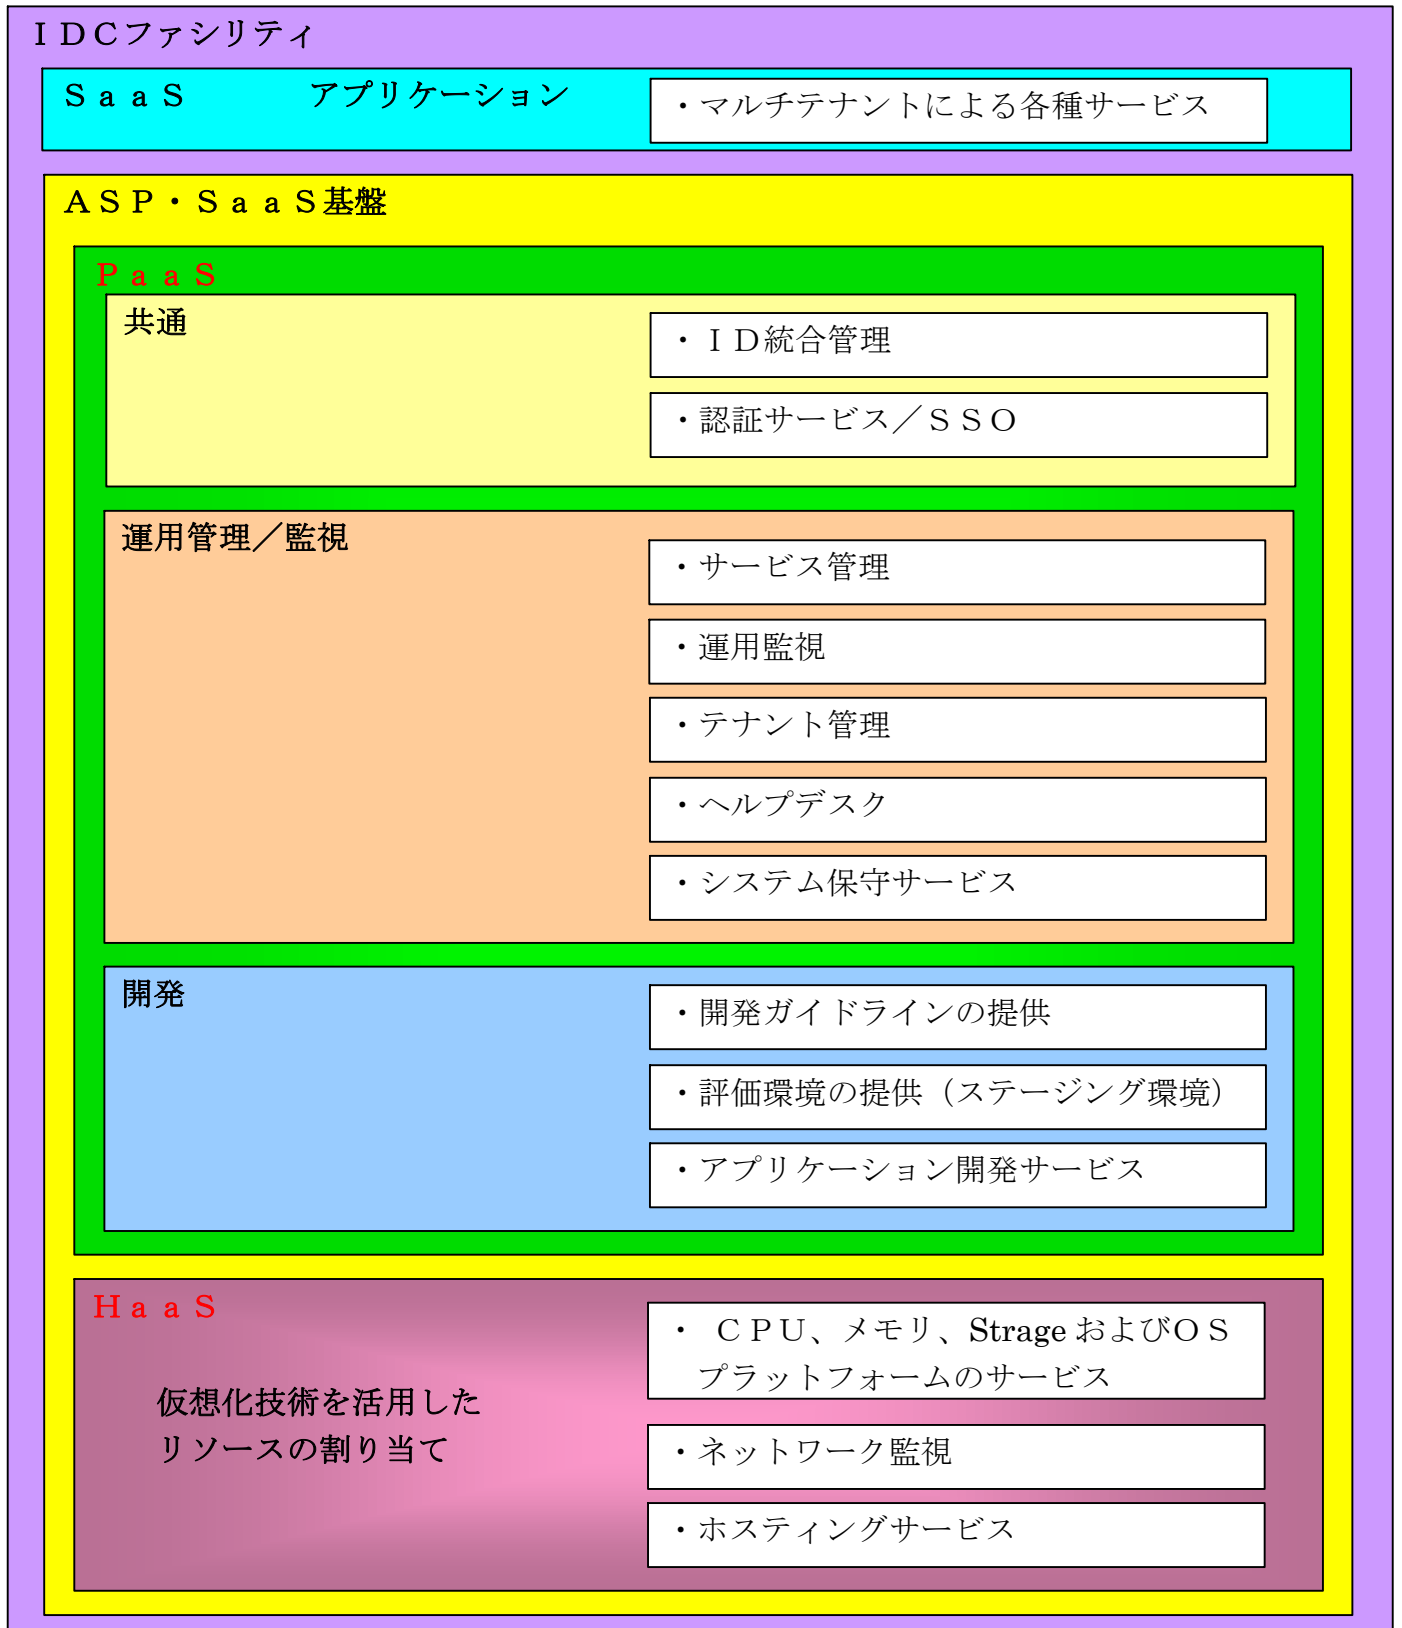 ＩＤＣファシリティ
ＳａａＳ　　　アプリケーション
・マルチテナントによる各種サービス
ＡＳＰ・ＳａａＳ基盤
ＰａａＳ
共通
・ＩＤ統合管理
・認証サービス／ＳＳＯ
運用管理／監視
・サービス管理
・運用監視
・テナント管理
・ヘルプデスク
・システム保守サービス
開発
・開発ガイドラインの提供
・評価環境の提供（ステージング環境）
・アプリケーション開発サービス
ＨａａＳ
仮想化技術を活用した
リソースの割り当て
・ ＣＰＵ、メモリ、Strage およびＯＳ
プラットフォームのサービス
・ネットワーク監視
・ホスティングサービス